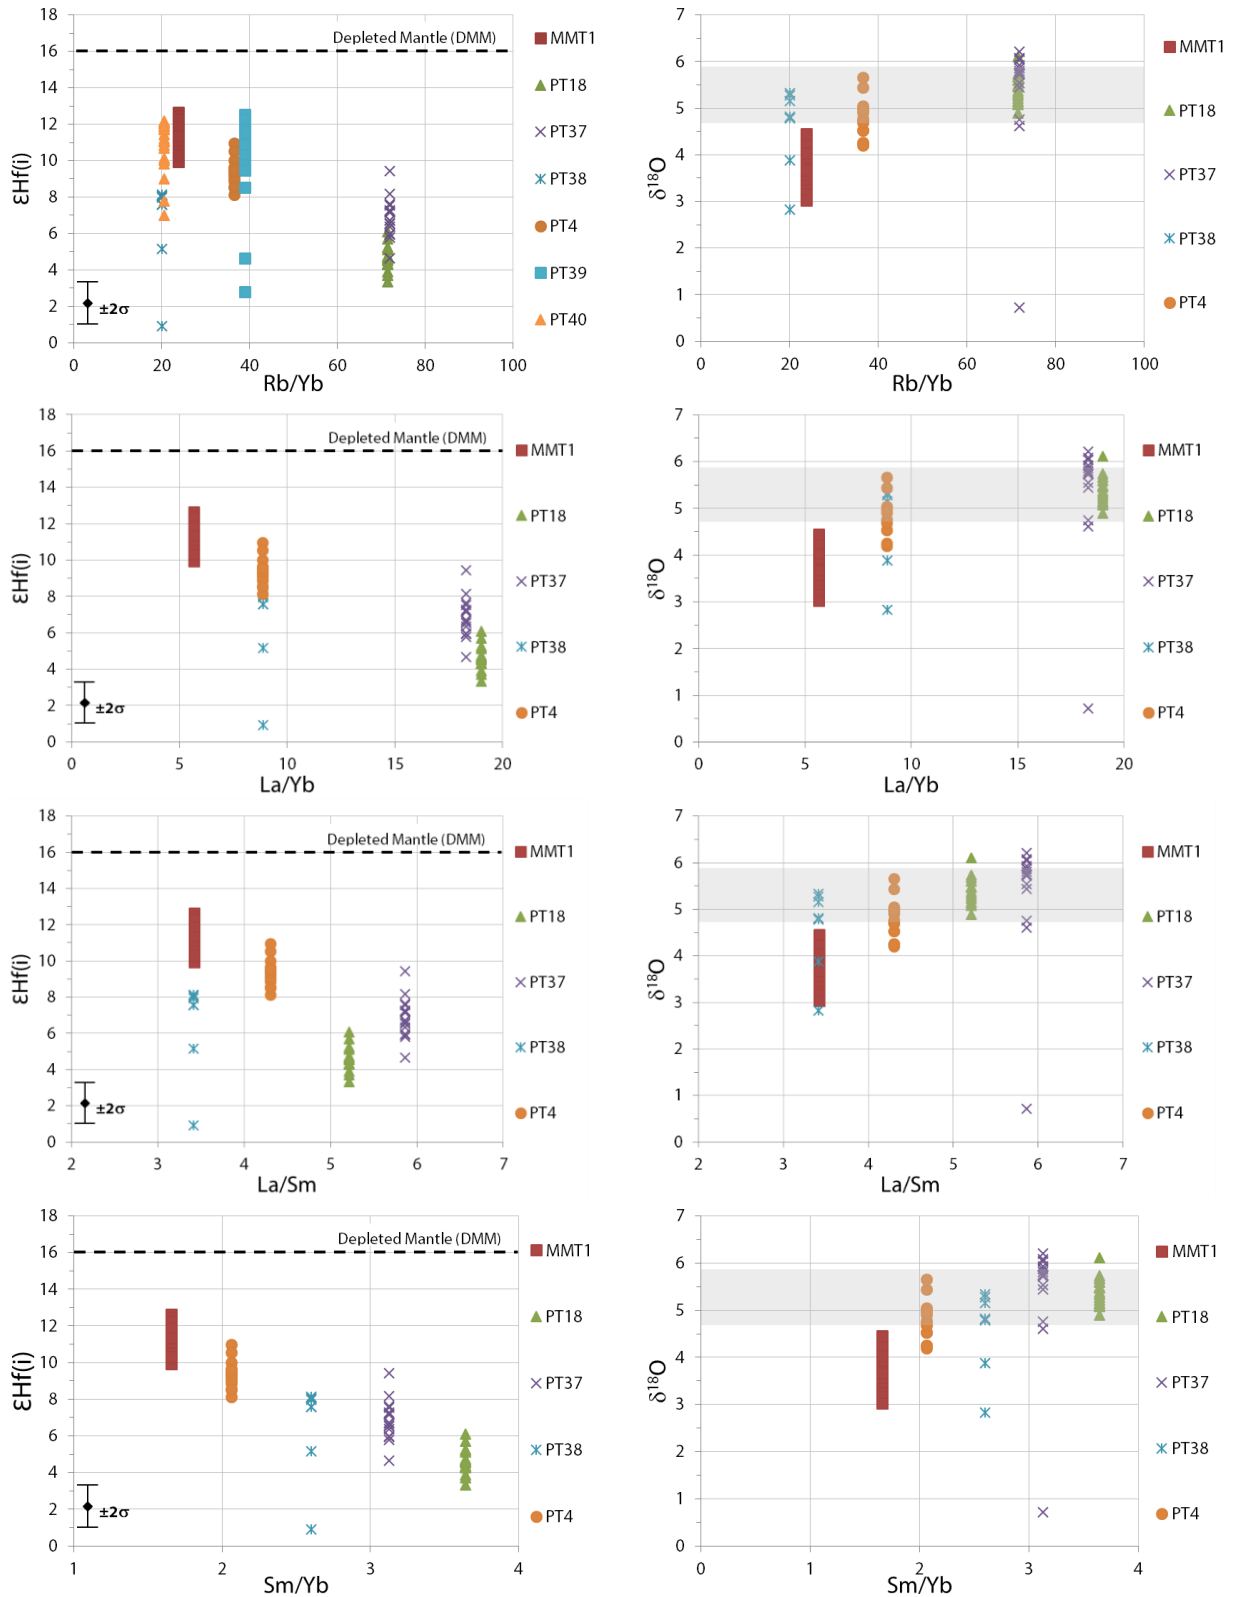 18
16
14
12
10
8
6
4
2
0
εHf(i)
Depleted Mantle (DMM)
±2σ
0 20 40 60 80 100
Rb/Yb
MMT1
PT18
PT37
PT38
PT4
PT39
PT40
7
6
5
4
3
2
1
0
δ18O
0 20 40 60 80 100
Rb/Yb
MMT1
PT18
PT37
PT38
PT4
18
16
14
12
10
8
6
4
2
0
εHf(i)
Depleted Mantle (DMM)
±2σ
0 5 10 15 20
La/Yb
MMT1
PT18
PT37
PT38
PT4
7
6
5
4
3
2
1
0
δ18O
0 5 10 15 20
La/Yb
MMT1
PT18
PT37
PT38
PT4
18
16
14
12
10
8
6
4
2
0
εHf(i)
Depleted Mantle (DMM)
±2σ
2 3 4 5 6 7
La/Sm
MMT1
PT18
PT37
PT38
PT4
7
6
5
4
3
2
1
0
δ18O
2 3 4 5 6 7
La/Sm
MMT1
PT18
PT37
PT38
PT4
18
16
14
12
10
8
6
4
2
0
εHf(i)
Depleted Mantle (DMM)
±2σ
1 2 3 4
Sm/Yb
MMT1
PT18
PT37
PT38
PT4
7
6
5
4
3
2
1
0
δ18O
0 1 2 3 4
Sm/Yb
MMT1
PT18
PT37
PT38
PT4